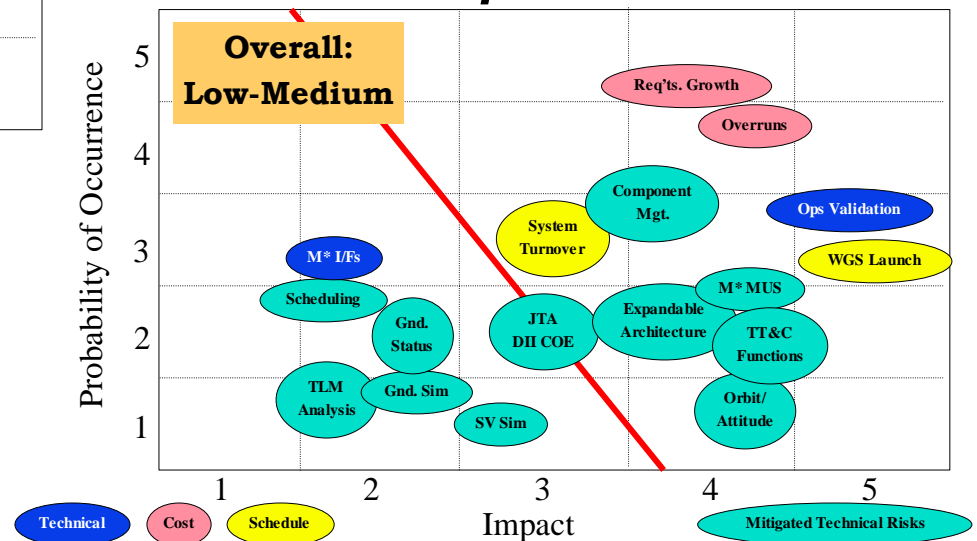 Overall:
Low-Medium
Probability of Occurrence
5
4
3
2
1
Req'ts. Growth
Overruns
Component
Mgt.
Ops Validation
System
Turnover
M* I/Fs
WGS Launch
Scheduling
M* MUS
Gnd.
Status
JTA
DII COE
Expandable
Architecture
TT&C
Functions
TLM
Analysis
Gnd. Sim
Orbit/
Attitude
SV Sim
1 2 3 4 5
Impact
Technical
Cost
Schedule
Mitigated Technical Risks